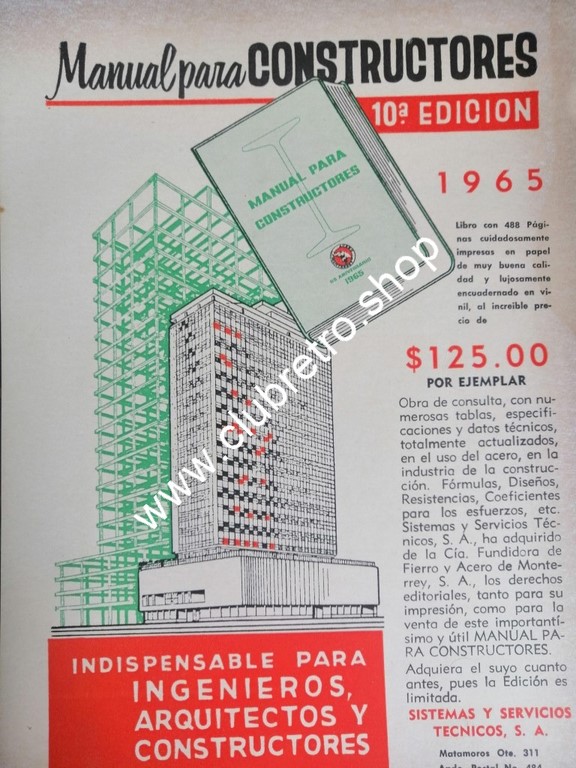 Manual para CONSTRUCTORES
10ª EDICION
MANUAL PARA
CONSTRUCTORES
1965
1965
Libro con 488 Pági-
nas cuidadosamente
impresas en papel
de muy buena cali-
dad y lujosamente
encuadernado en vi-
nil, al increible pre-
cio de
$125.00
POR EJEMPLAR
Obra de consulta, con nu-
merosas tablas, especifi-
caciones y datos técnicos,
totalmente actualizados,
en el uso del acero, en la
industria de la construc-
ción. Fórmulas, Diseños,
Resistencias, Coeficientes
para los esfuerzos, etc.
Sistemas y Servicios Téc-
nicos, S. A., ha adquirido
de la Cía. Fundidora de
Fierro y Acero de Monte-
rrey, S. A., los derechos
editoriales, tanto para su
impresión, como para la
venta de este importantí-
simo y útil MANUAL PA-
RA CONSTRUCTORES.
Adquiera el suyo cuanto
antes, pues la Edición es
limitada.
SISTEMAS Y SERVICIOS
TECNICOS, S. A.
Matamoros Ote. 311
INDISPENSABLE PARA
INGENIEROS,
ARQUITECTOS Y
CONSTRUCTORES
www.clubretro.shop